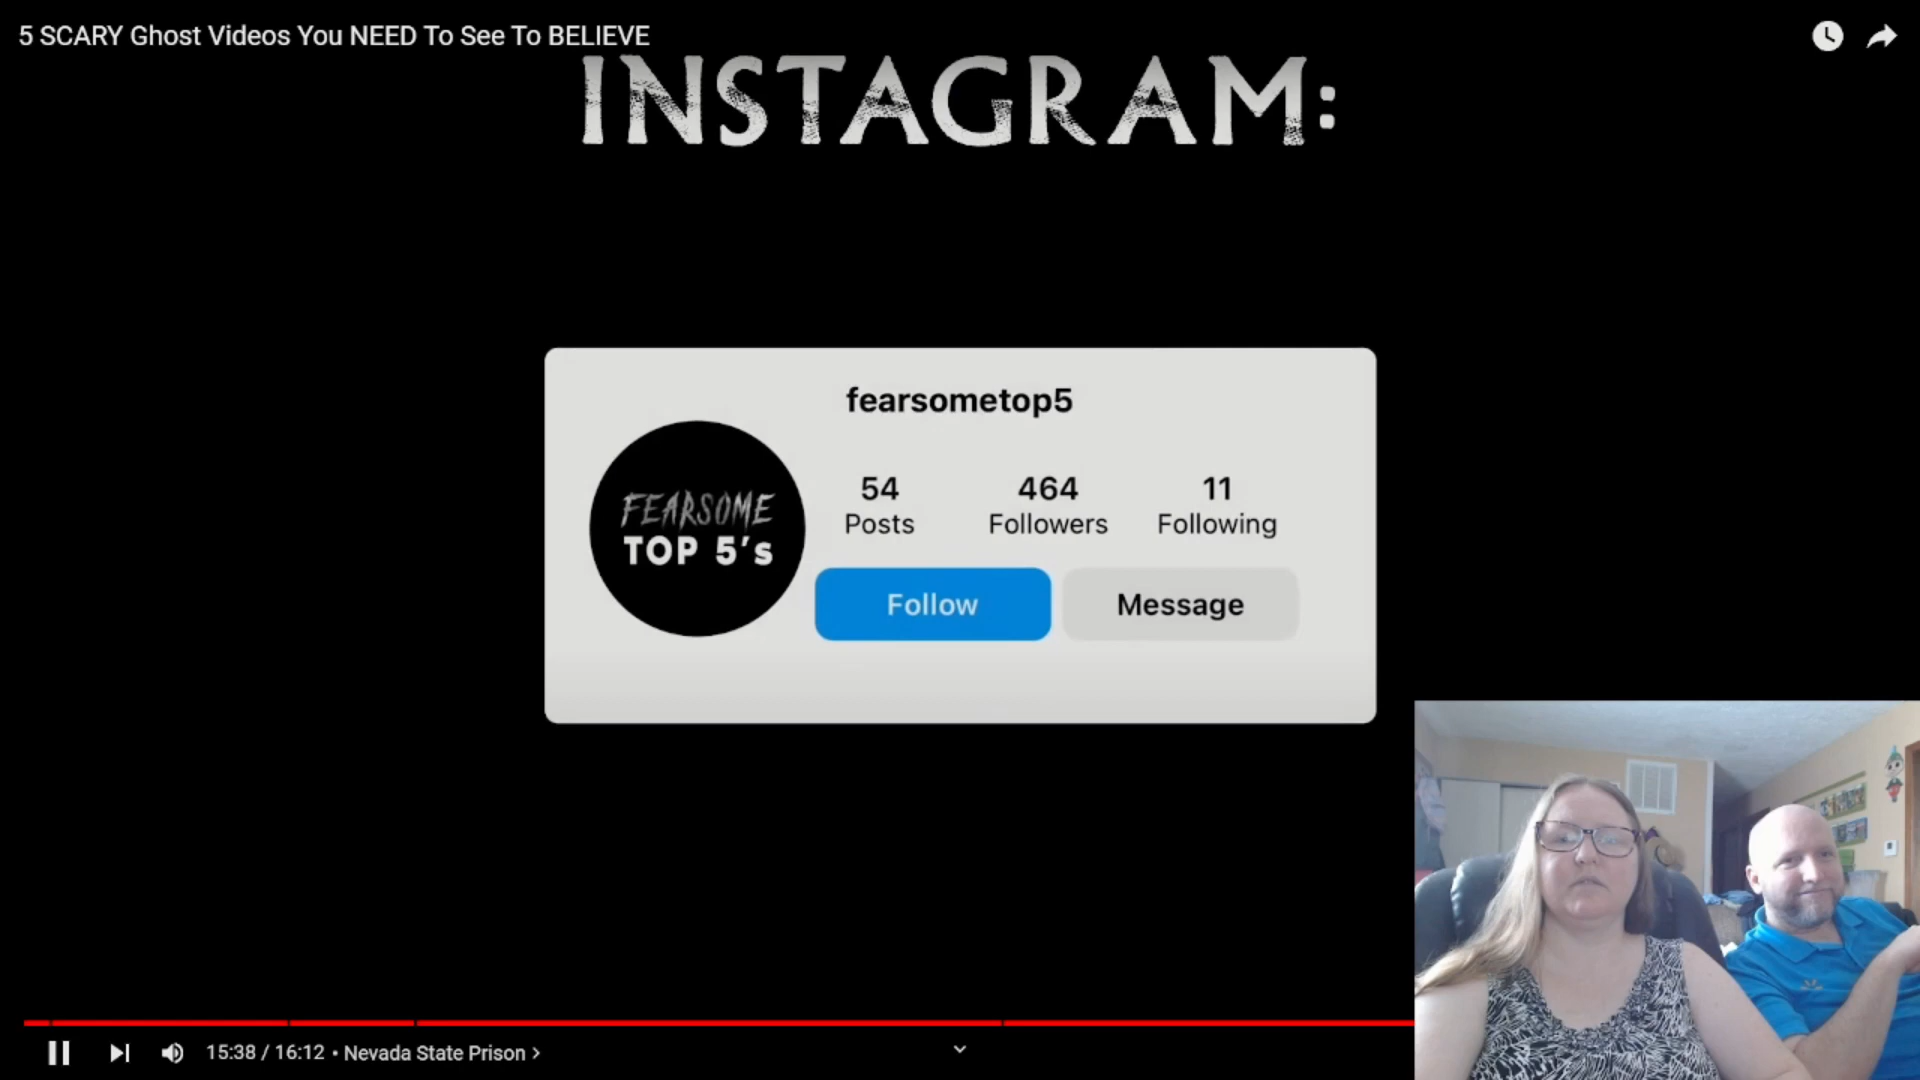 5 SCARY Ghost Videos You NEED To See To BELIEVE
INSTAGRAM:
fearsometop5
FEARSOME
TOP 5's
54
Posts
464
Followers
11
Following
Follow
Message
15:38 / 16:12 • Nevada State Prison >